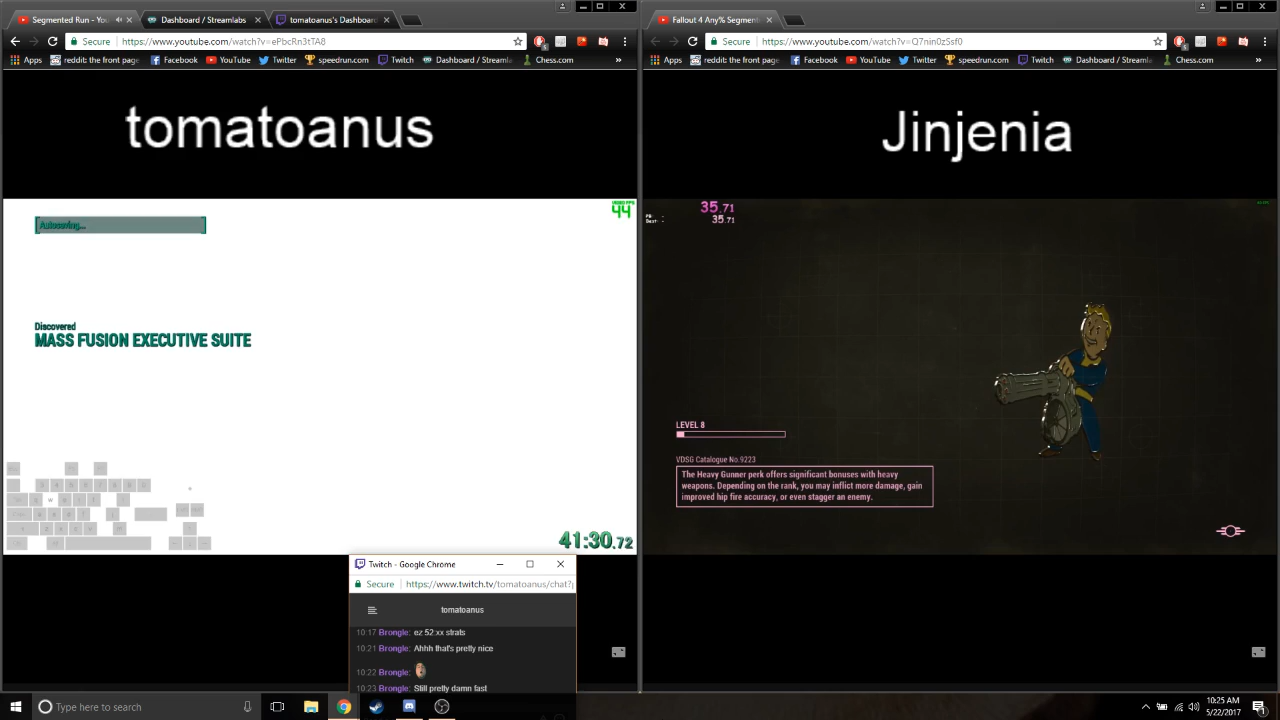 Segmented Run - You
Dashboard / Streamlabs
tomatoanus's Dashboard
Secure https://www.youtube.com/watch?v=ePbcRn3tTA8
Apps reddit: the front page Facebook YouTube Twitter speedrun.com Twitch Dashboard / Streamla Chess.com »
tomatoanus
Autosaving...
44
Discovered
MASS FUSION EXECUTIVE SUITE
41:30.72
Fallout 4 Any% Segment
Secure https://www.youtube.com/watch?v=Q7nin0zSsf0
Apps reddit: the front page Facebook YouTube Twitter speedrun.com Twitch Dashboard / Streamla Chess.com »
Jinjenia
35.71
35.71
LEVEL 8
VDSG Catalogue No.9223
The Heavy Gunner perk offers significant bonuses with heavy
weapons. Depending on the rank, you may inflict more damage, gain
improved hip fire accuracy, or even stagger an enemy.
Twitch - Google Chrome
Secure https://www.twitch.tv/tomatoanus/chat?
tomatoanus
10:17 Brongle: ez 52:xx strats
10:21 Brongle: Ahhh that's pretty nice
10:22 Brongle:
10:23 Brongle: Still pretty damn fast
Type here to search
10:25 AM
5/22/2017